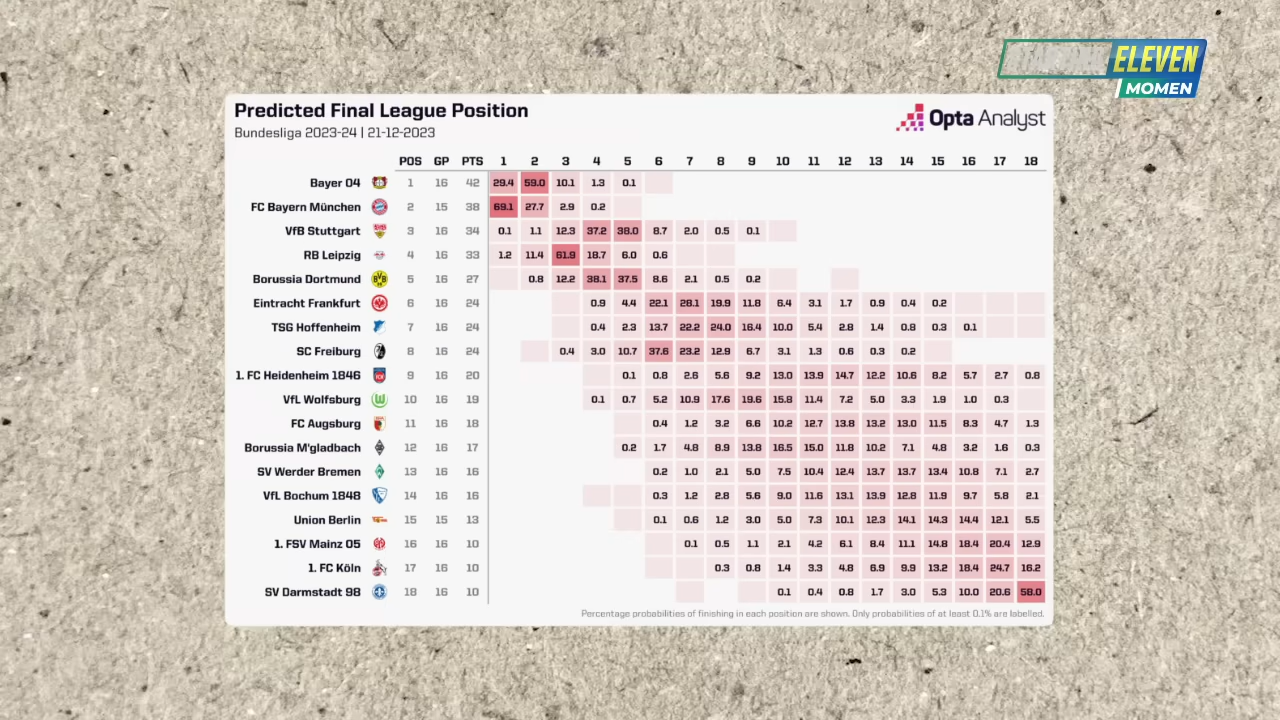 ELEVEN
MOMEN
Predicted Final League Position
Opta Analyst
Bundesliga 2023-24 | 21-12-2023
POS GP PTS 1 2 3 4 5 6 7 8 9 10 11 12 13 14 15 16 17 18
Bayer 04 1 16 42 29.4 59.0 10.1 1.3 0.1
FC Bayern München 2 15 38 69.1 27.7 2.9 0.2
VfB Stuttgart 3 16 34 0.1 1.1 12.3 37.2 38.0 8.7 2.0 0.5 0.1
RB Leipzig 4 16 33 1.2 11.4 61.9 18.7 6.0 0.6
Borussia Dortmund 5 16 27 0.8 12.2 38.1 37.5 8.6 2.1 0.5 0.2
Eintracht Frankfurt 6 16 24 0.9 4.4 22.1 28.1 19.9 11.8 6.4 3.1 1.7 0.9 0.4 0.2
TSG Hoffenheim 7 16 24 0.4 2.3 13.7 22.2 24.0 16.4 10.0 5.4 2.8 1.4 0.8 0.3 0.1
SC Freiburg 8 16 24 0.4 3.0 10.7 37.6 23.2 12.9 6.7 3.1 1.3 0.6 0.3 0.2
1. FC Heidenheim 1846 9 16 20 0.1 0.8 2.6 5.6 9.2 13.0 13.9 14.7 12.2 10.6 8.2 5.7 2.7 0.8
VfL Wolfsburg 10 16 19 0.1 0.7 5.2 10.9 17.6 19.6 15.8 11.4 7.2 5.0 3.3 1.9 1.0 0.3
FC Augsburg 11 16 18 0.4 1.2 3.2 6.6 10.2 12.7 13.8 13.2 13.0 11.5 8.3 4.7 1.3
Borussia M'gladbach 12 16 17 0.2 1.7 4.8 8.9 13.8 16.5 15.0 11.8 10.2 7.1 4.8 3.2 1.6 0.3
SV Werder Bremen 13 16 16 0.2 1.0 2.1 5.0 7.5 10.4 12.4 13.7 13.7 13.4 10.8 7.1 2.7
VfL Bochum 1848 14 16 16 0.3 1.2 2.8 5.6 9.0 11.6 13.1 13.9 12.8 11.9 9.7 5.8 2.1
Union Berlin 15 15 13 0.1 0.6 1.2 3.0 5.0 7.3 10.1 12.3 14.1 14.3 14.4 12.1 5.5
1. FSV Mainz 05 16 16 10 0.1 0.5 1.1 2.1 4.2 6.1 8.4 11.1 14.8 18.4 20.4 12.9
1. FC Köln 17 16 10 0.3 0.8 1.4 3.3 4.8 6.9 9.9 13.2 18.4 24.7 16.2
SV Darmstadt 98 18 16 10 0.1 0.4 0.8 1.7 3.0 5.3 10.0 20.6 58.0
Percentage probabilities of finishing in each position are shown. Only probabilities of at least 0.1% are labelled.